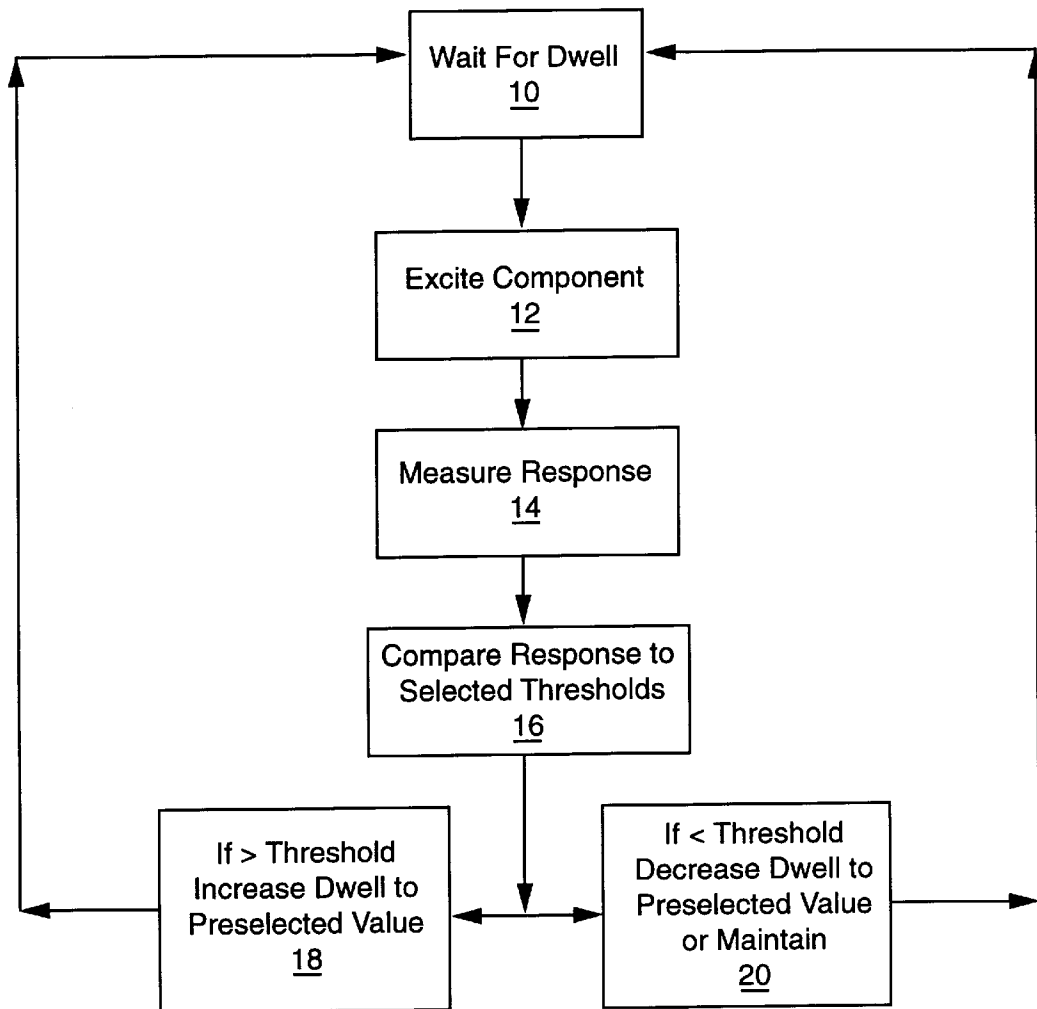 Wait For Dwell
10
Excite Component
12
Measure Response
14
Compare Response to
Selected Thresholds
16
If > Threshold
Increase Dwell to
Preselected Value
18
If < Threshold
Decrease Dwell to
Preselected Value
or Maintain
20